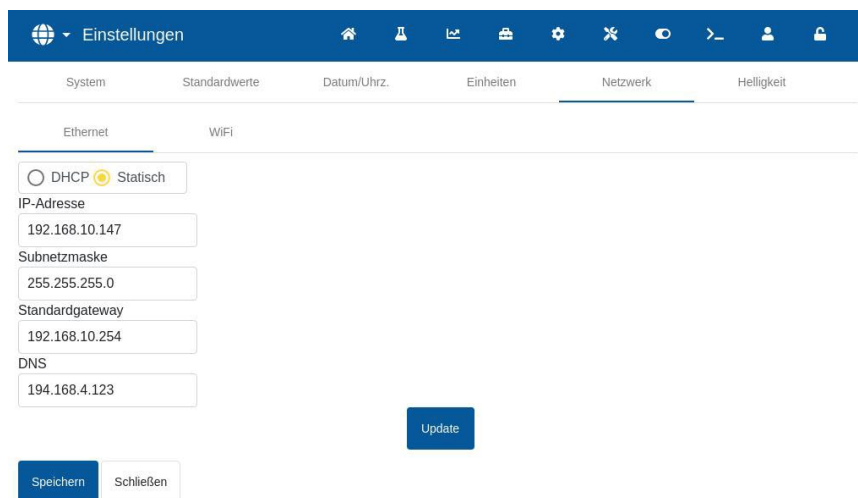 Einstellungen
System Standardwerte Datum/Uhrz. Einheiten Netzwerk Helligkeit
Ethernet WiFi
DHCP Statisch
IP-Adresse
192.168.10.147
Subnetzmaske
255.255.255.0
Standardgateway
192.168.10.254
DNS
194.168.4.123
Update
Speichern Schließen